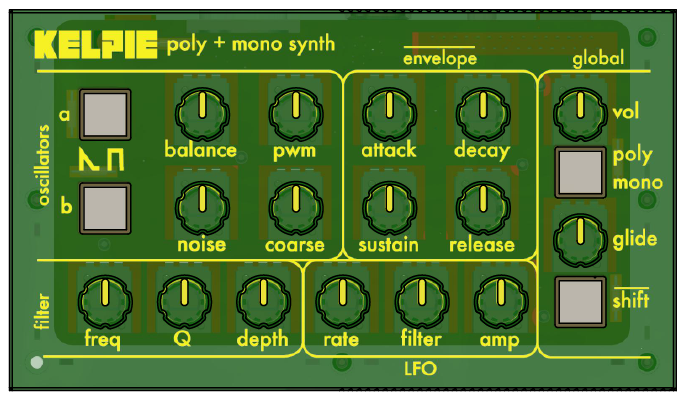 KELPIE poly + mono synth
envelope
global
oscillators
a
b
balance
pwm
noise
coarse
attack
decay
sustain
release
vol
poly
mono
glide
shift
filter
freq
Q
depth
rate
filter
amp
LFO